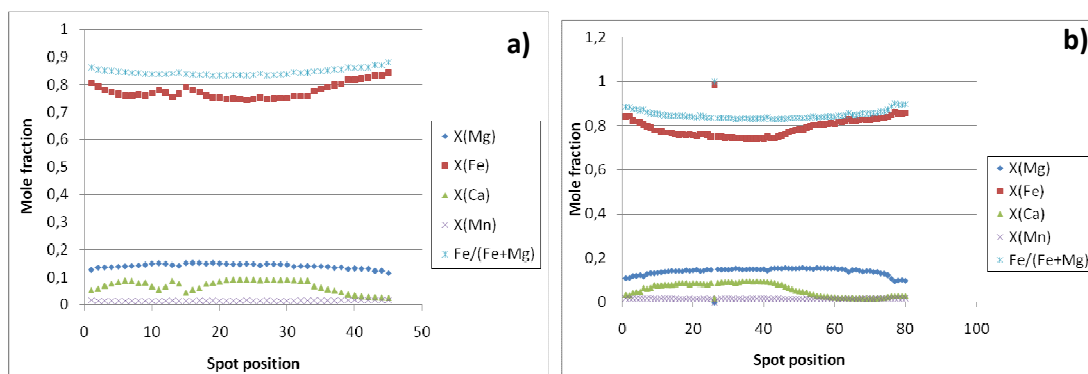 a)
Mole fraction
1
0,9
0,8
0,7
0,6
0,5
0,4
0,3
0,2
0,1
0
0 10 20 30 40 50
Spot position
X(Mg)
X(Fe)
X(Ca)
X(Mn)
Fe/(Fe+Mg)
b)
Mole fraction
1,2
1
0,8
0,6
0,4
0,2
0
0 20 40 60 80 100
Spot position
X(Mg)
X(Fe)
X(Ca)
X(Mn)
Fe/(Fe+Mg)